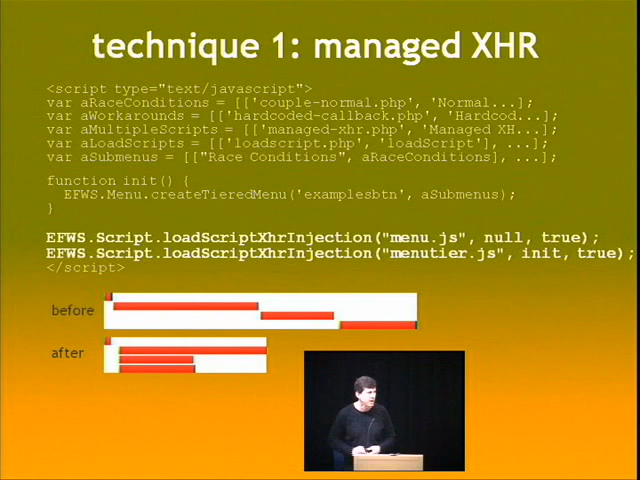 technique 1: managed XHR
<script type="text/javascript">
var aRaceConditions = [['couple-normal.php', 'Normal...];
var aWorkarounds = [['hardcoded-callback.php', 'Hardcod...];
var aMultipleScripts = [['managed-xhr.php', 'Managed XH...];
var aLoadScripts = [['loadscript.php', 'loadScript'], ...];
var aSubmenus = [["Race Conditions", aRaceConditions], ...];
function init() {
EFWS.Menu.createTieredMenu('examplesbtn', aSubmenus);
}
EFWS.Script.loadScriptXhrInjection("menu.js", null, true);
EFWS.Script.loadScriptXhrInjection("menutier.js", init, true);
</script>
before
after